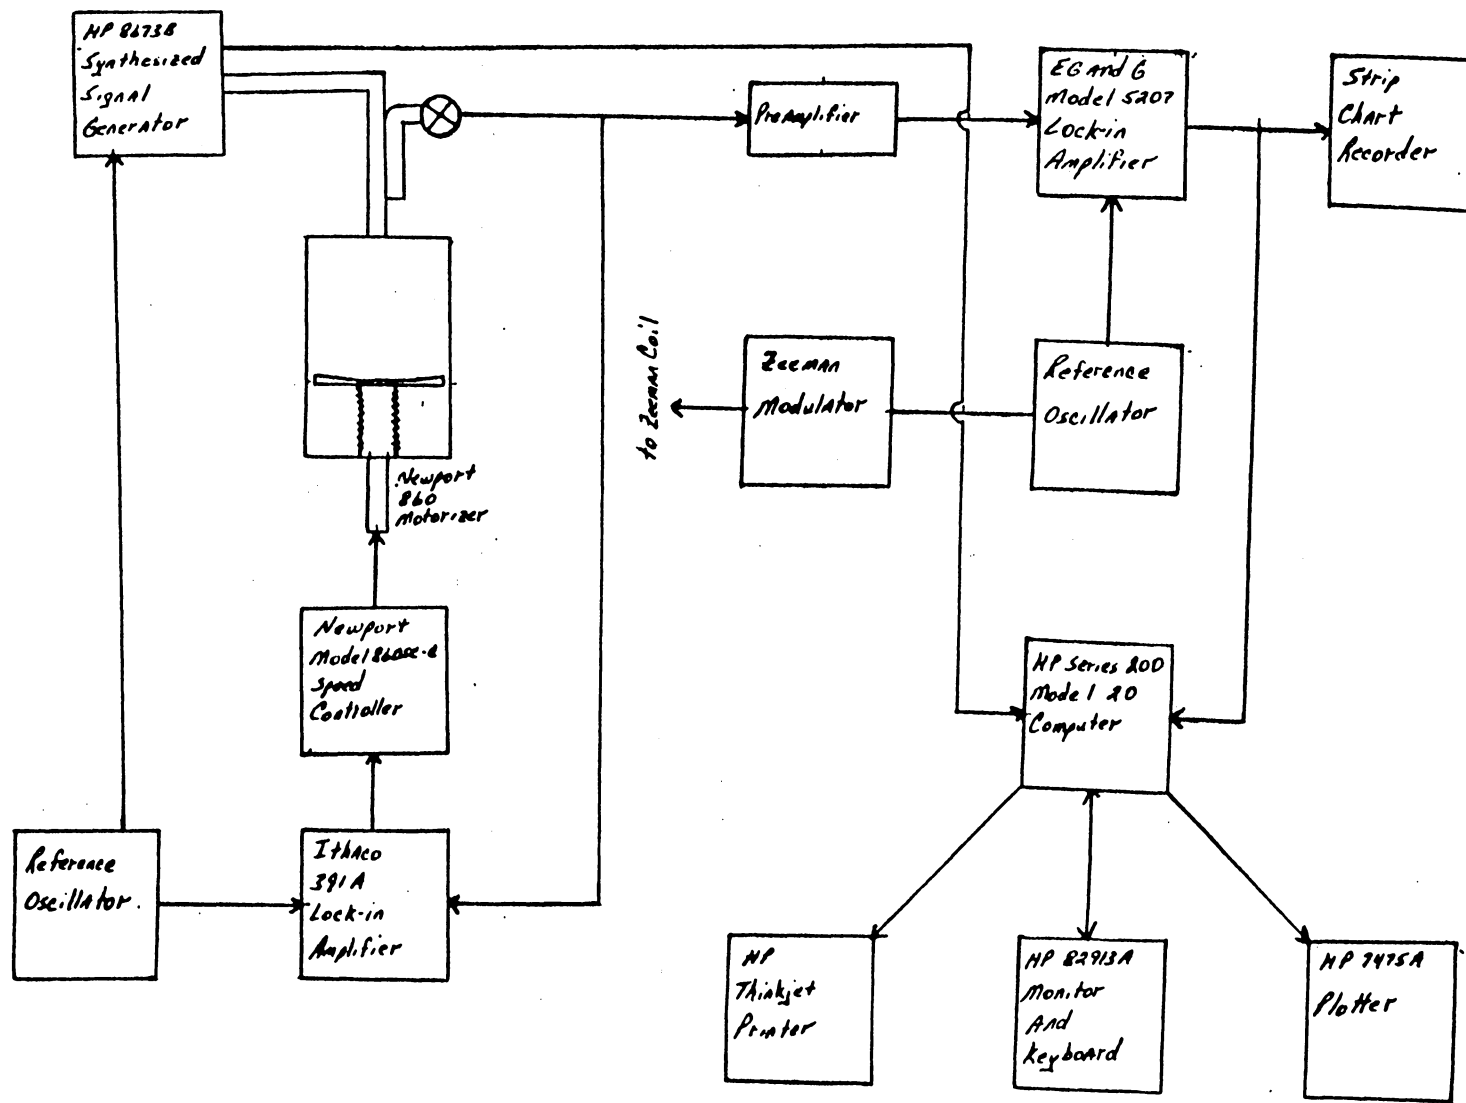 HP 8673B
Synthesized
Signal
Generator
Preamplifier
EG and G
Model 5207
Lock-in
Amplifier
Strip
Chart
Recorder
to Zeeman Coil
Zeeman
Modulator
Reference
Oscillator
Newport
860
Motorizer
Newport
Model 860SC-C
Speed
Controller
HP Series 200
Model 20
Computer
Reference
Oscillator.
Ithaco
391A
Lock-in
Amplifier
HP
Thinkjet
Printer
HP 82913A
Monitor
And
Keyboard
HP 7475A
Plotter